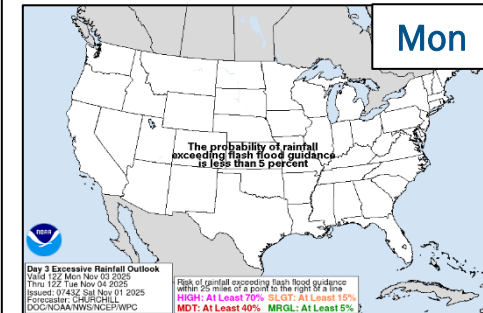 Mon
The probability of rainfall
exceeding flash flood guidance
is less than 5 percent
NOAA
Day 3 Excessive Rainfall Outlook
Valid 12Z Mon Nov 03 2025
Thru 12Z Tue Nov 04 2025
Issued: 0743Z Sat Nov 01 2025
Forecaster: CHURCHILL
DOC/NOAA/NWS/NCEP/WPC
Risk of rainfall exceeding flash flood guidance
within 25 miles of a point to the right of a line
HIGH: At Least 70% SLGT: At Least 15%
MDT: At Least 40% MRGL: At Least 5%